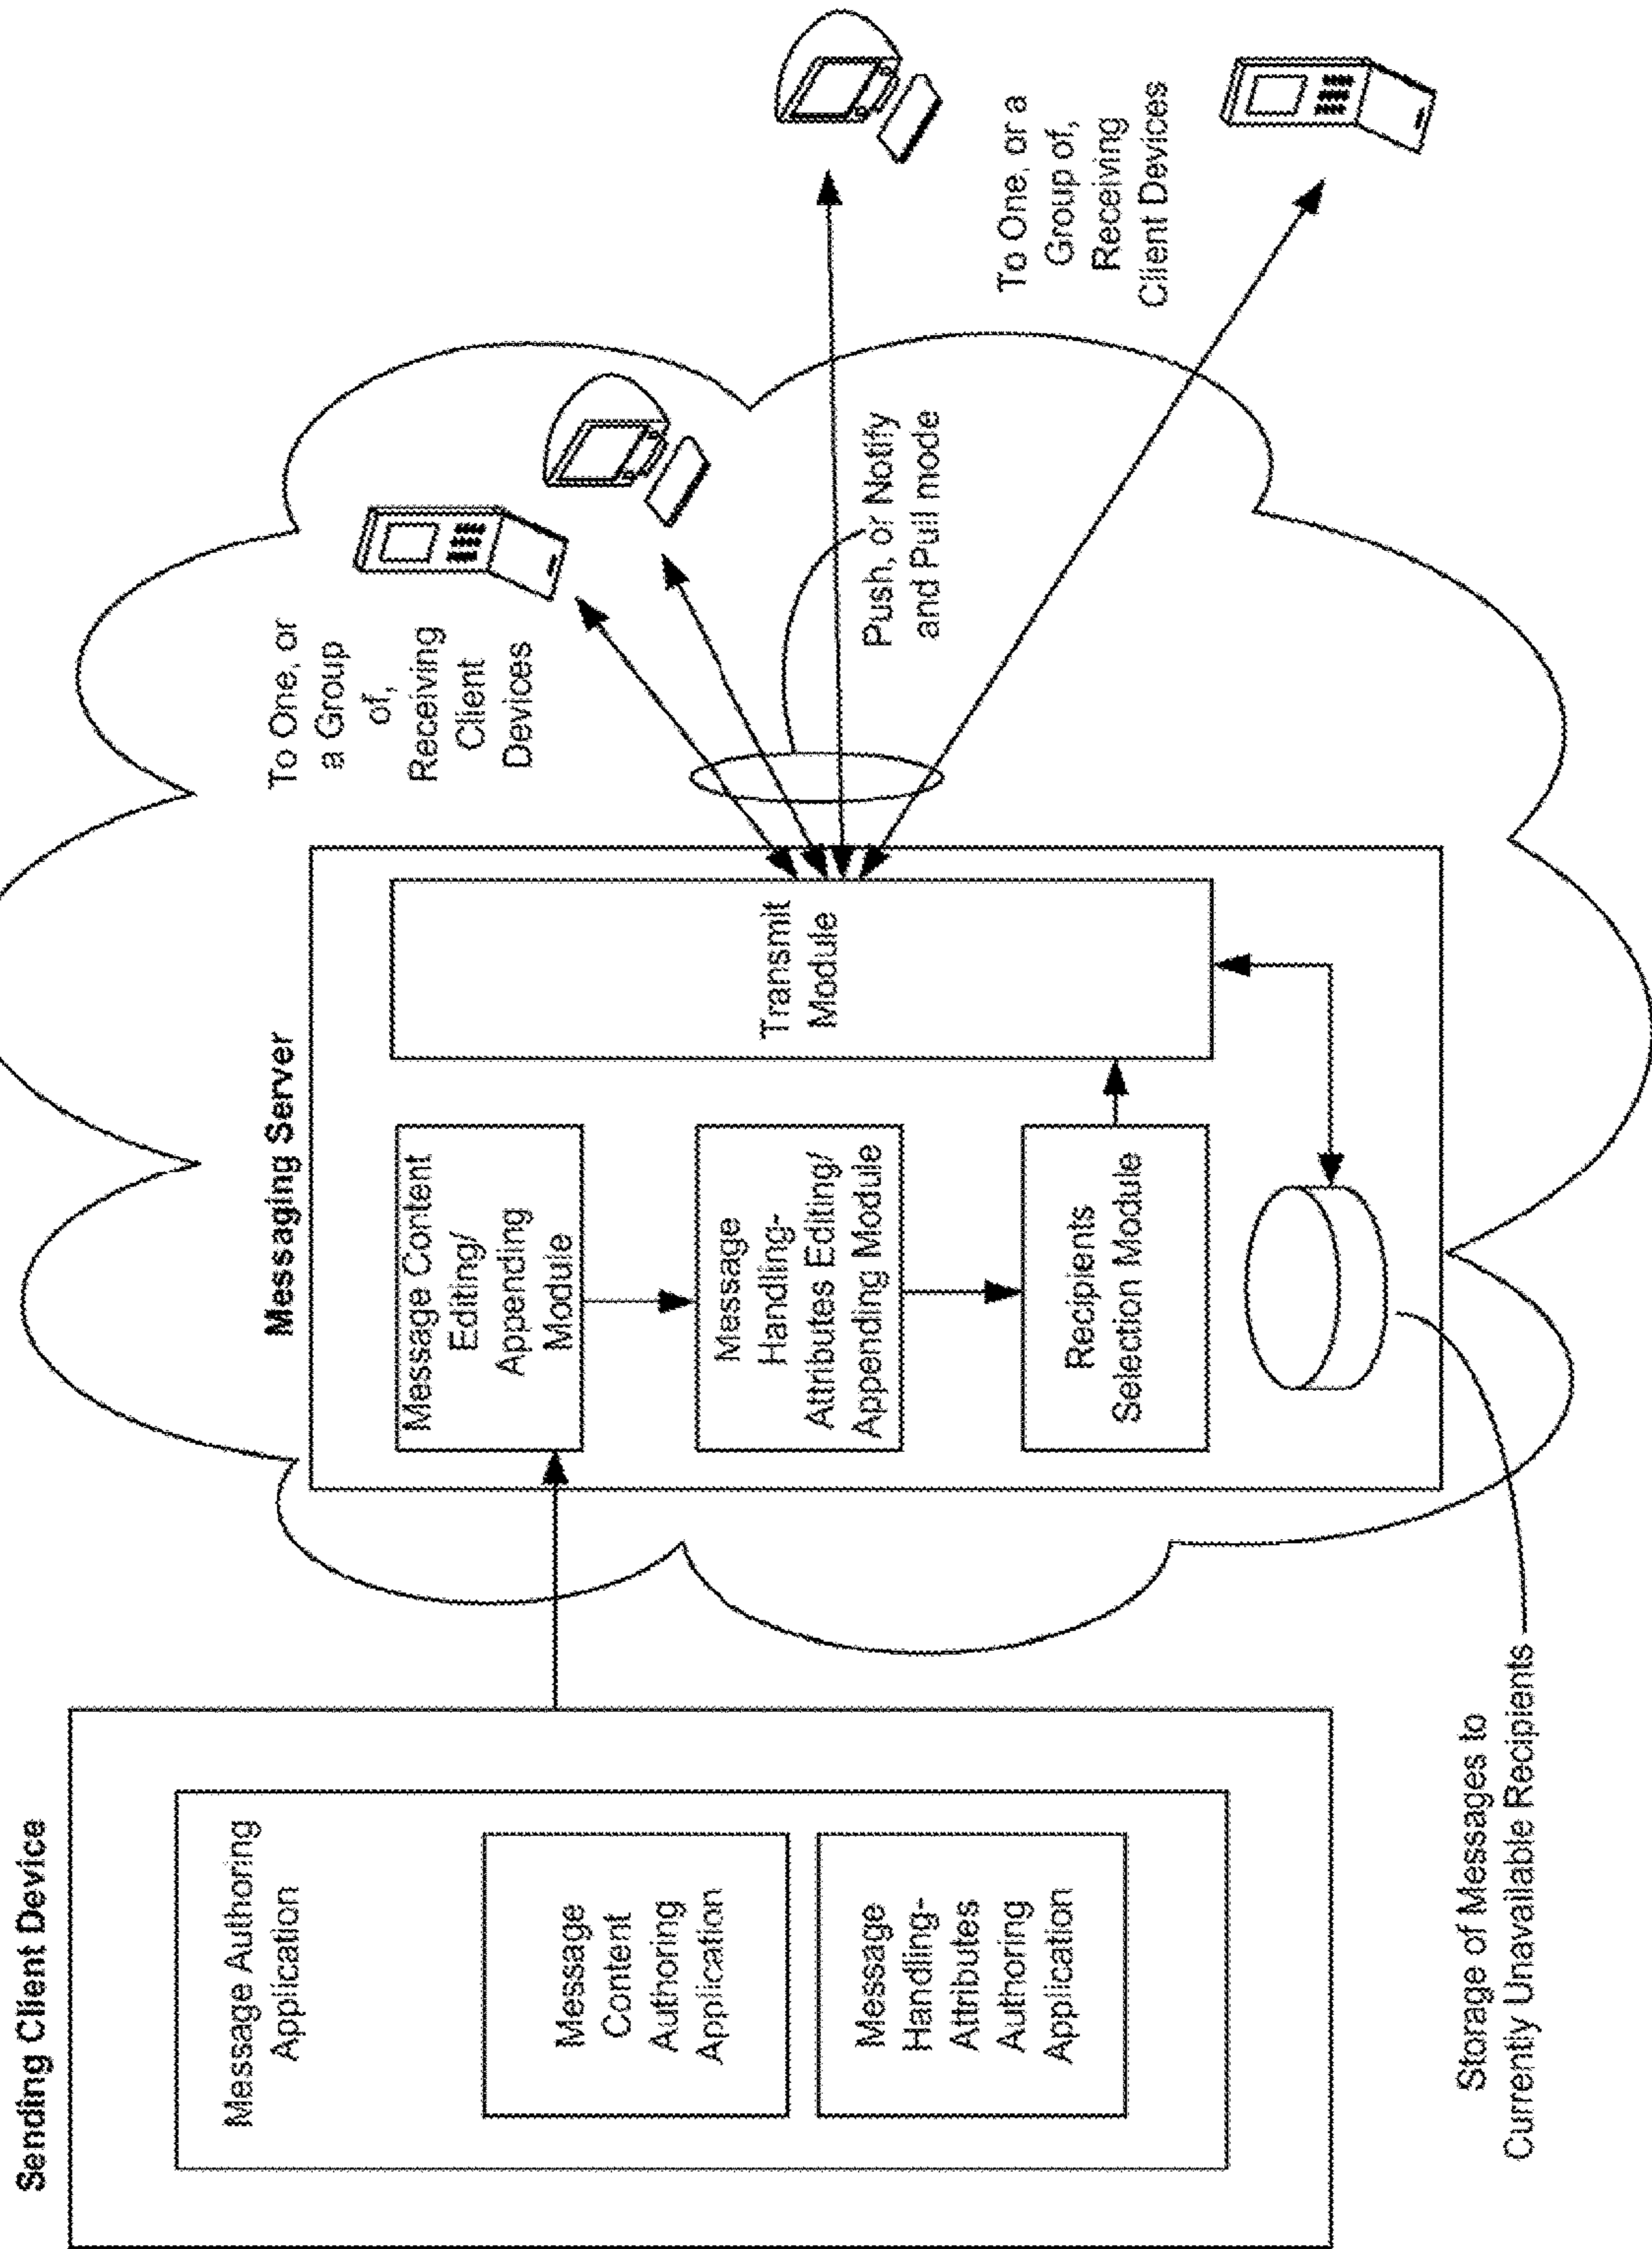 Sending Client Device
Message Authoring
Application
Message
Content
Authoring
Application
Message
Handling-
Attributes
Authoring
Application
Storage of Messages to
Currently Unavailable Recipients
Messaging Server
Message Content
Editing/
Appending
Module
Message
Handling-
Attributes Editing/
Appending Module
Recipients
Selection Module
Transmit
Module
To One, or
a Group
of,
Receiving
Client
Devices
Push, or Notify
and Pull mode
To One, or a
Group of,
Receiving
Client Devices